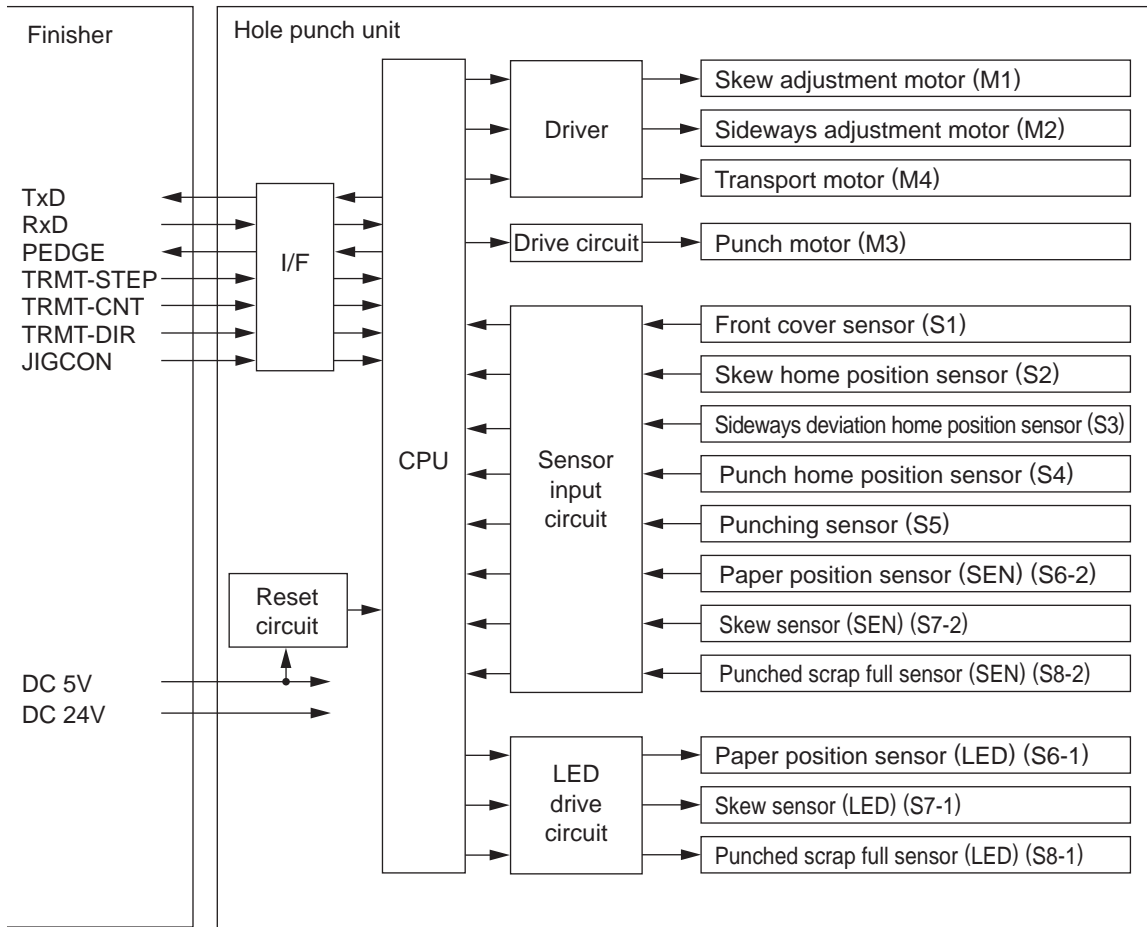 Finisher
Hole punch unit
TxD
RxD
PEDGE
TRMT-STEP
TRMT-CNT
TRMT-DIR
JIGCON
I/F
Reset
circuit
DC 5V
DC 24V
CPU
Driver
Drive circuit
Sensor
input
circuit
LED
drive
circuit
Skew adjustment motor (M1)
Sideways adjustment motor (M2)
Transport motor (M4)
Punch motor (M3)
Front cover sensor (S1)
Skew home position sensor (S2)
Sideways deviation home position sensor (S3)
Punch home position sensor (S4)
Punching sensor (S5)
Paper position sensor (SEN) (S6-2)
Skew sensor (SEN) (S7-2)
Punched scrap full sensor (SEN) (S8-2)
Paper position sensor (LED) (S6-1)
Skew sensor (LED) (S7-1)
Punched scrap full sensor (LED) (S8-1)